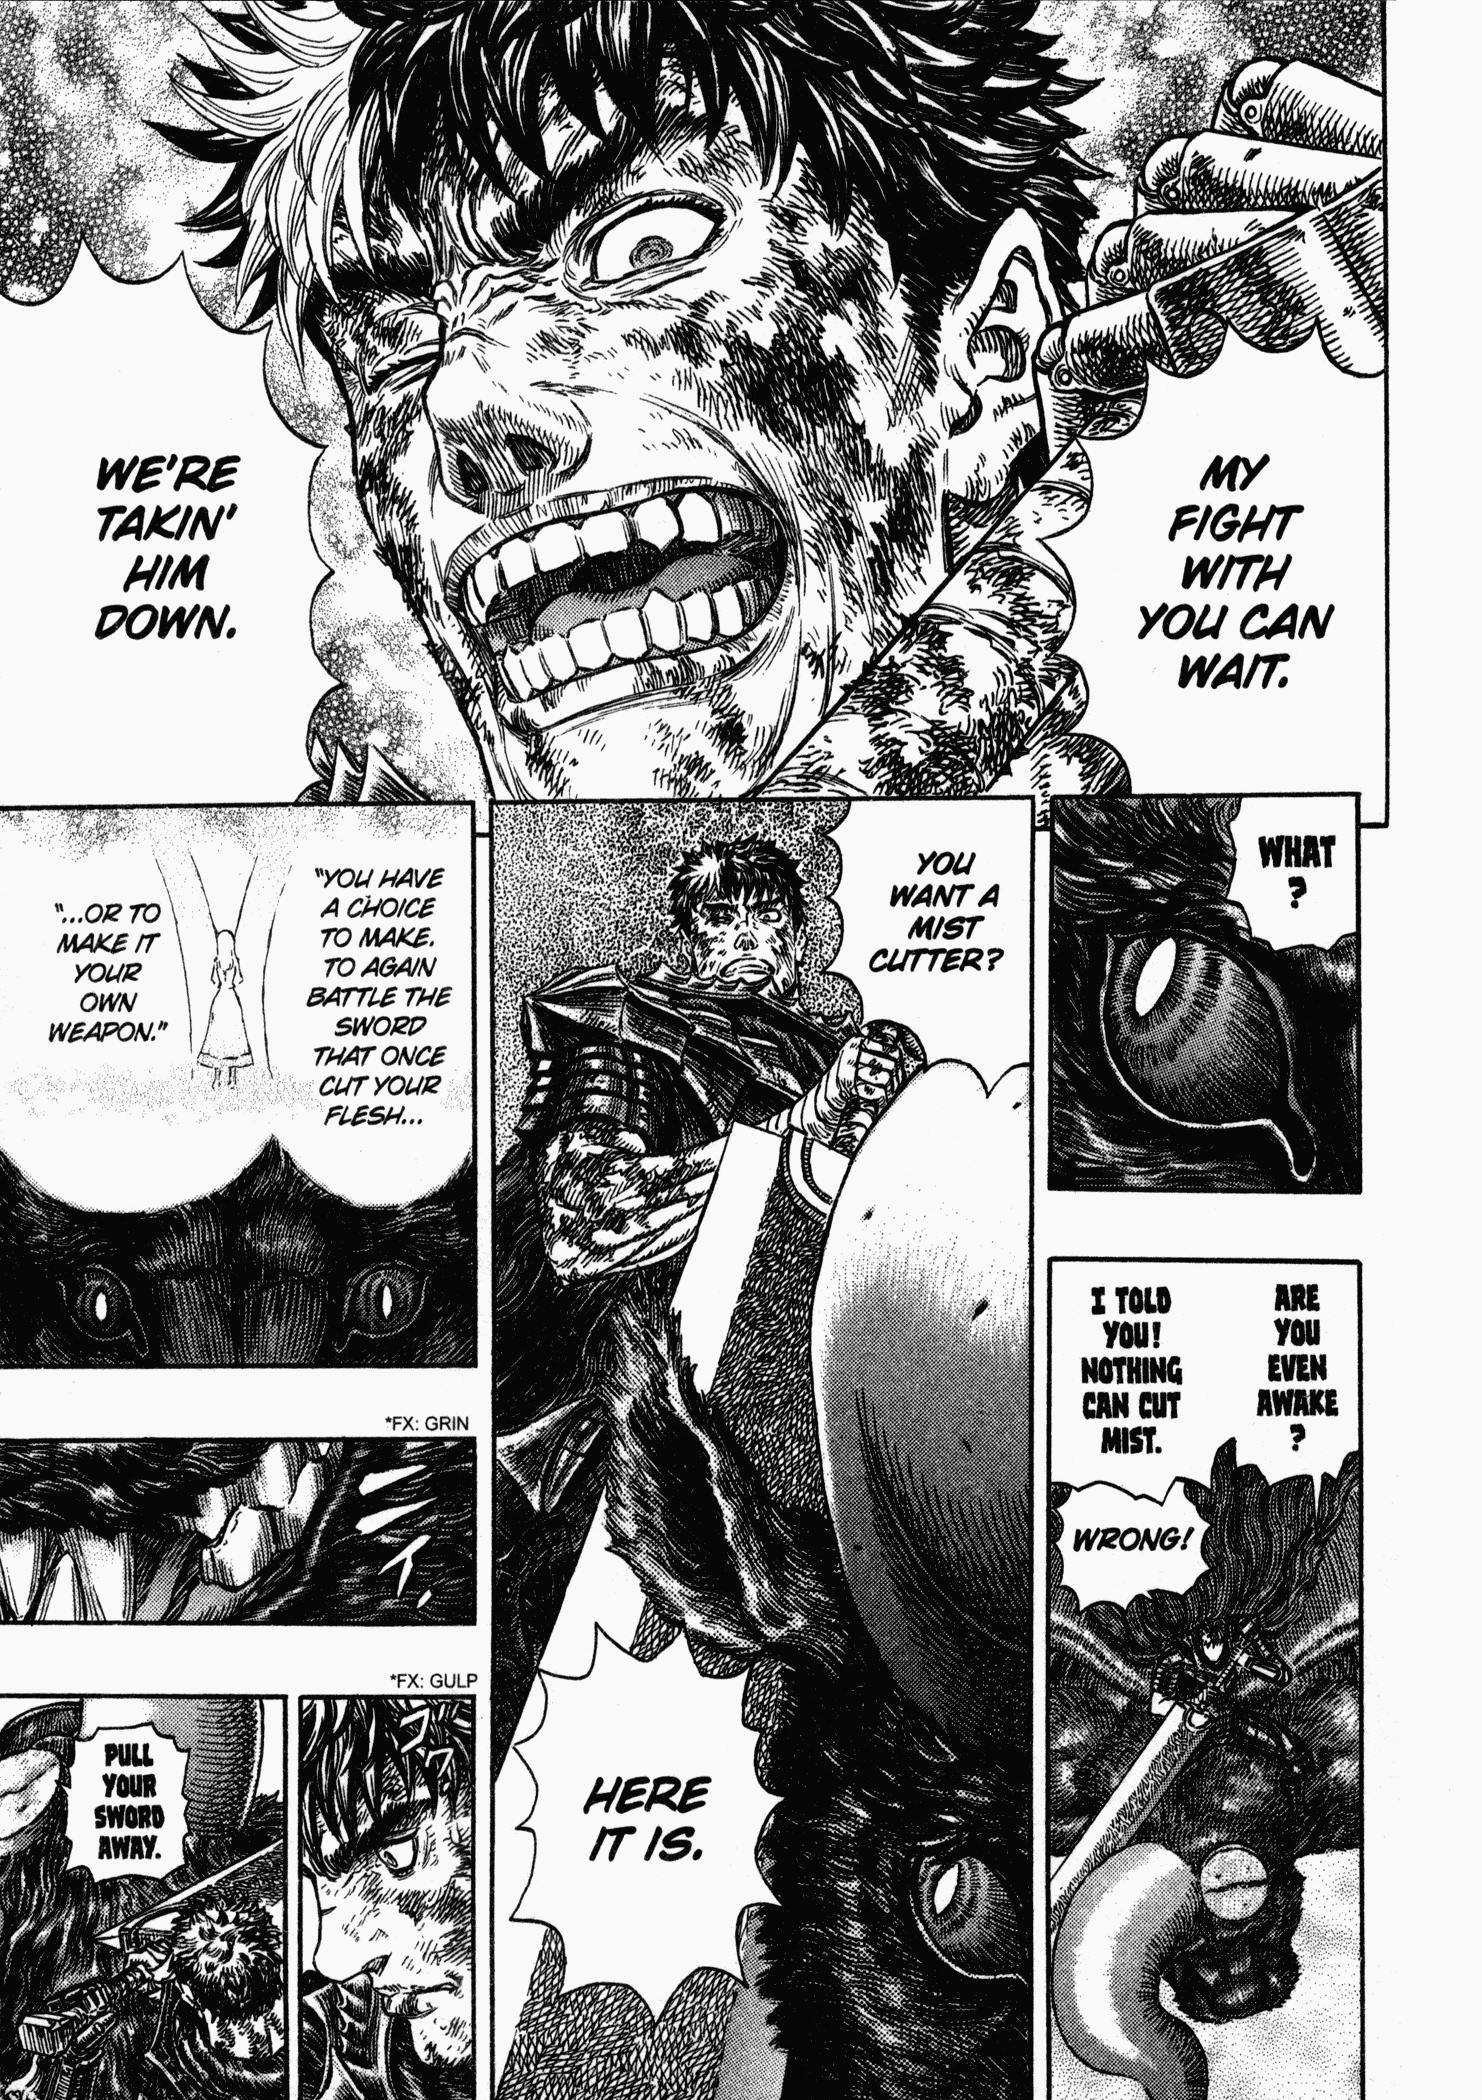 MY
FIGHT
WITH
YOU CAN
WAIT.
WE'RE
TAKIN'
HIM
DOWN.
WHAT
?
ARE
YOU
EVEN
AWAKE
?
I TOLD
YOU!
NOTHING
CAN CUT
MIST.
WRONG!
YOU
WANT A
MIST
CUTTER?
HERE
IT IS.
"YOU HAVE
A CHOICE
TO MAKE.
TO AGAIN
BATTLE THE
SWORD
THAT ONCE
CUT YOUR
FLESH...
"...OR TO
MAKE IT
YOUR
OWN
WEAPON."
*FX: GRIN
*FX: GULP
PULL
YOUR
SWORD
AWAY.